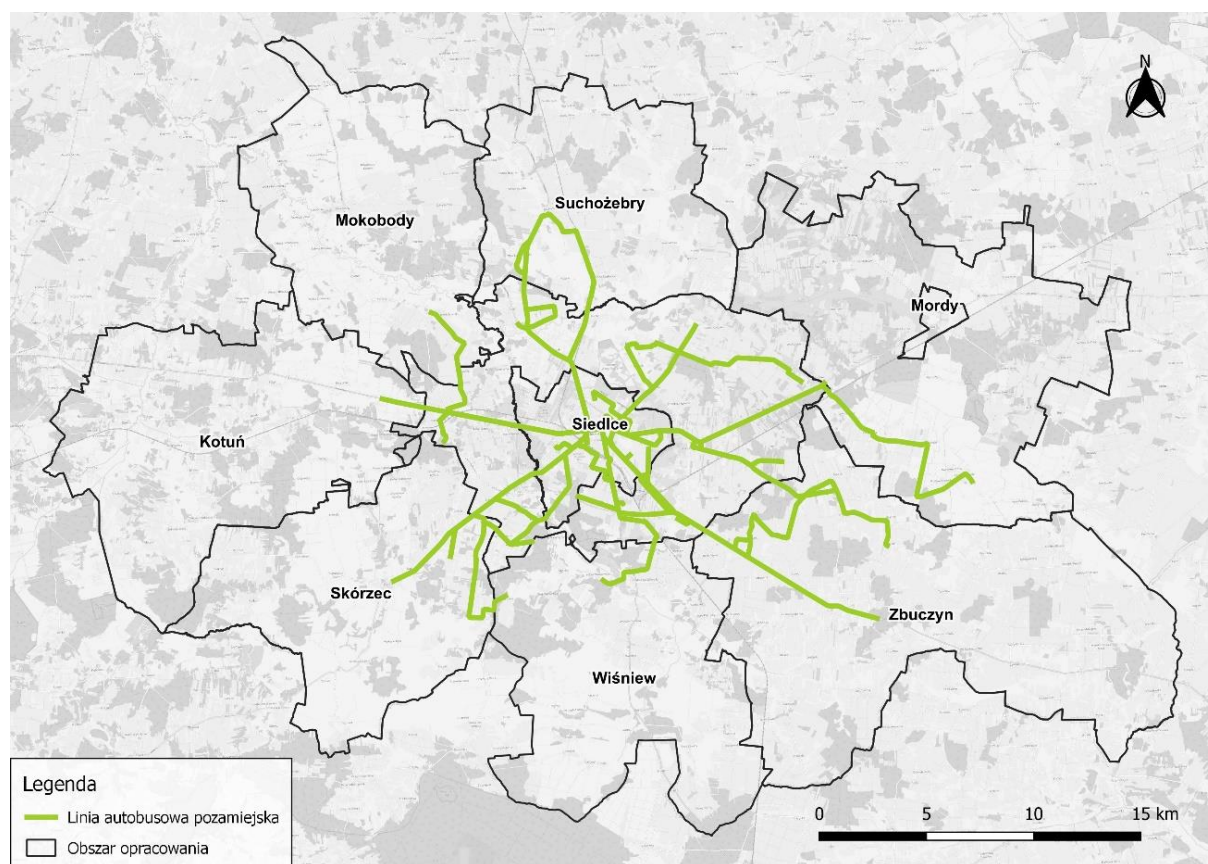 N
Suchożebry
Mokobody
Mordy
Siedlce
Kotuń
Skórzec
Zbuczyn
Wiśniew
Legenda
Linia autobusowa pozamiejska
Obszar opracowania
0 5 10 15 km